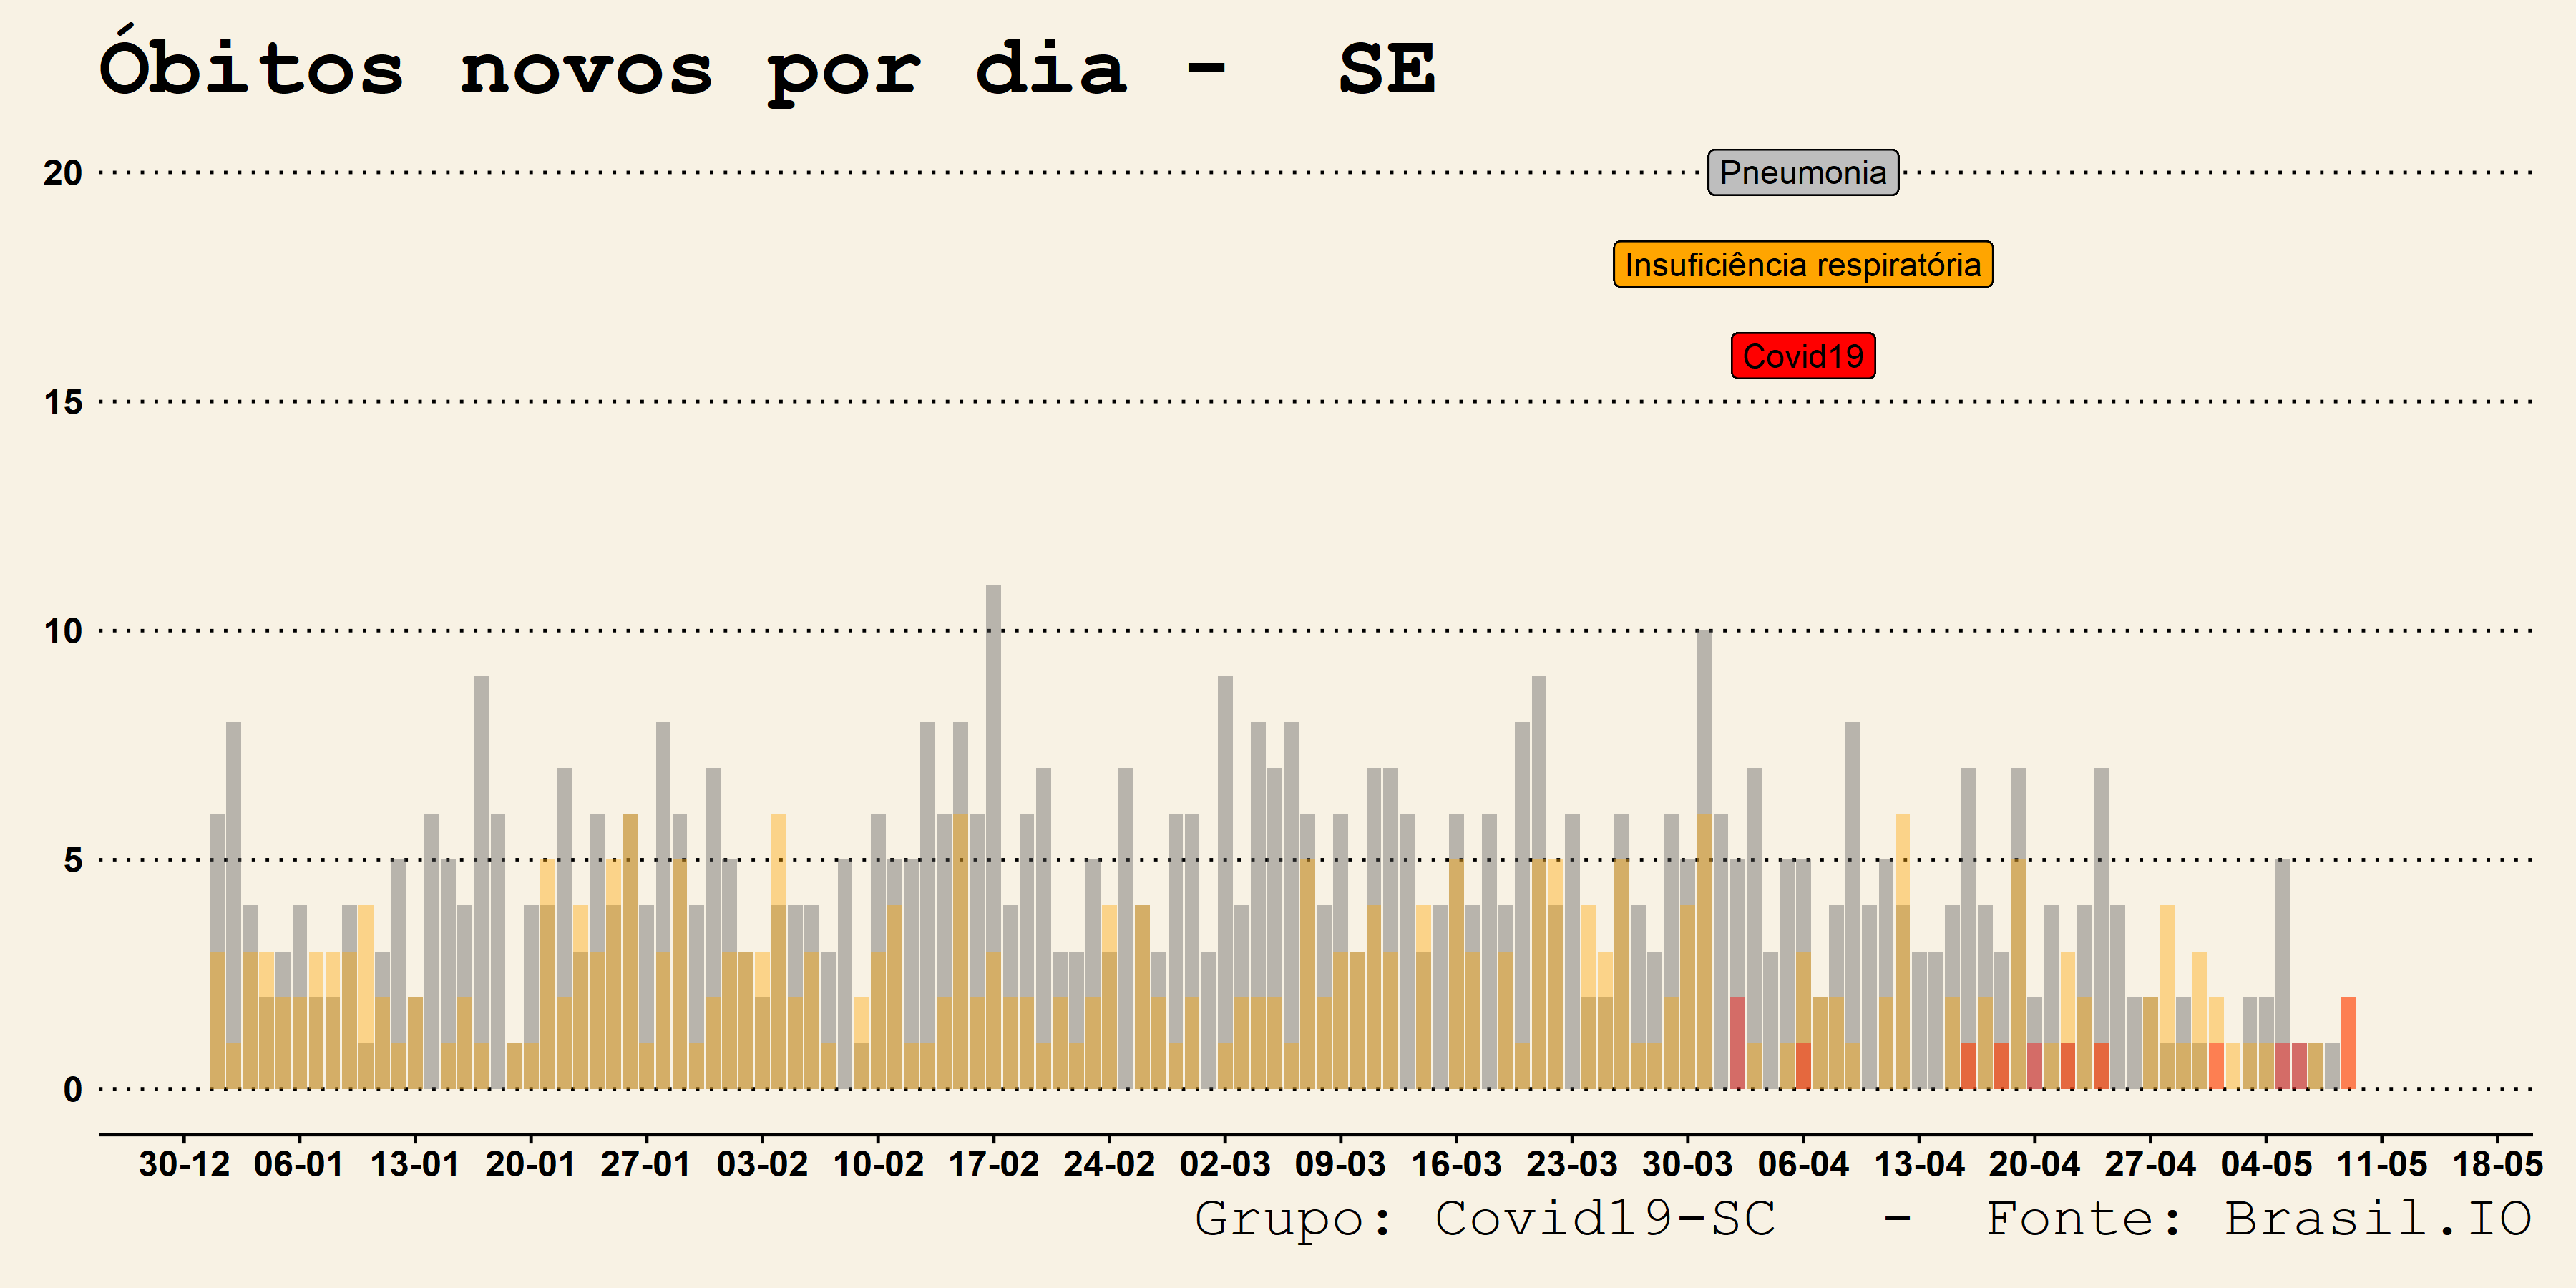 Óbitos novos por dia -  SE
20
Pneumonia
Insuficiência respiratória
Covid19
15
10
5
0
30-12 06-01 13-01 20-01 27-01 03-02 10-02 17-02 24-02 02-03 09-03 16-03 23-03 30-03 06-04 13-04 20-04 27-04 04-05 11-05 18-05
Grupo: Covid19-SC  -  Fonte: Brasil.IO